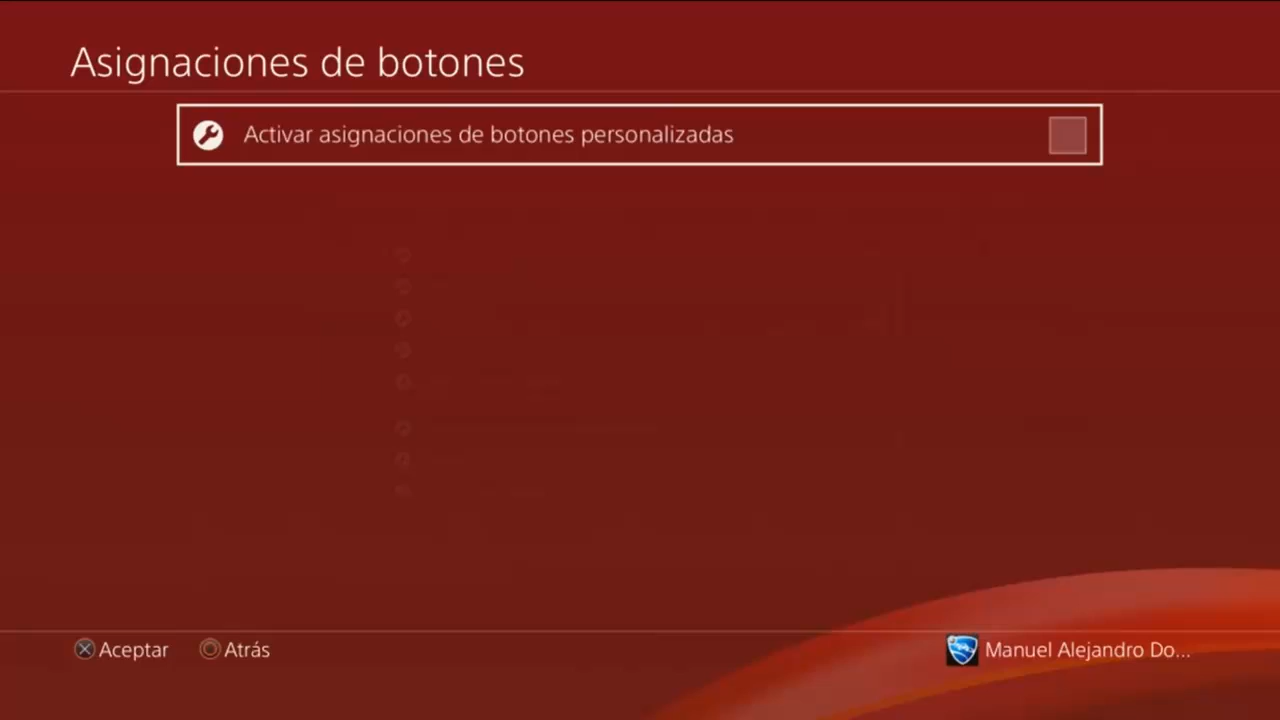 Asignaciones de botones
Activar asignaciones de botones personalizadas
Aceptar Atrás Manuel Alejandro Do...